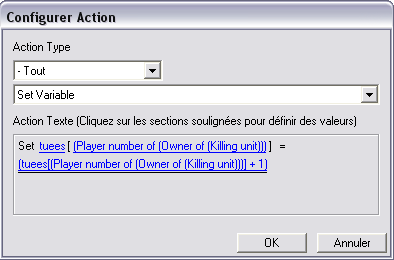 Configurer Action
Action Type
- Tout
Set Variable
Action Texte (Cliquez sur les sections soulignées pour définir des valeurs)
Set tuees [ (Player number of (Owner of (Killing unit))) ] =
(tuees[(Player number of (Owner of (Killing unit)))] + 1)
OK
Annuler